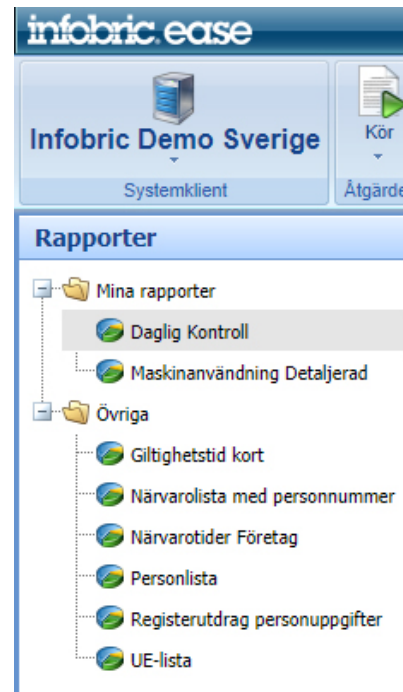 infobric ease
Infobric Demo Sverige
Kör
Systemklient
Rapporter
Mina rapporter
Daglig Kontroll
Maskinanvändning Detaljerad
Övriga
Giltighetstid kort
Närvarolista med personnummer
Närvarotider Företag
Personlista
Registerutdrag personuppgifter
UE-lista